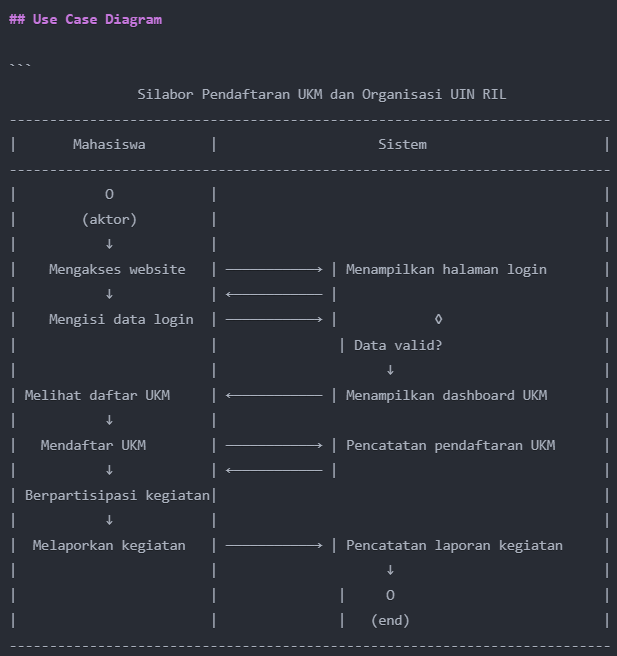 ## Use Case Diagram
```
Silabor Pendaftaran UKM dan Organisasi UIN RIL
---------------------------------------------------------------------------
| Mahasiswa | Sistem |
---------------------------------------------------------------------------
| O | |
| (aktor) | |
| ↓ | |
| Mengakses website | ────────────→ | Menampilkan halaman login |
| ↓ | ←──────────── | |
| Mengisi data login | ────────────→ | ◊ |
| | | Data valid? |
| | ↓ |
| Melihat daftar UKM | ←──────────── | Menampilkan dashboard UKM |
| ↓ | |
| Mendaftar UKM | ────────────→ | Pencatatan pendaftaran UKM |
| ↓ | ←──────────── | |
| Berpartisipasi kegiatan| |
| ↓ | |
| Melaporkan kegiatan | ────────────→ | Pencatatan laporan kegiatan |
| | ↓ |
| | | O |
| | | (end) |
---------------------------------------------------------------------------